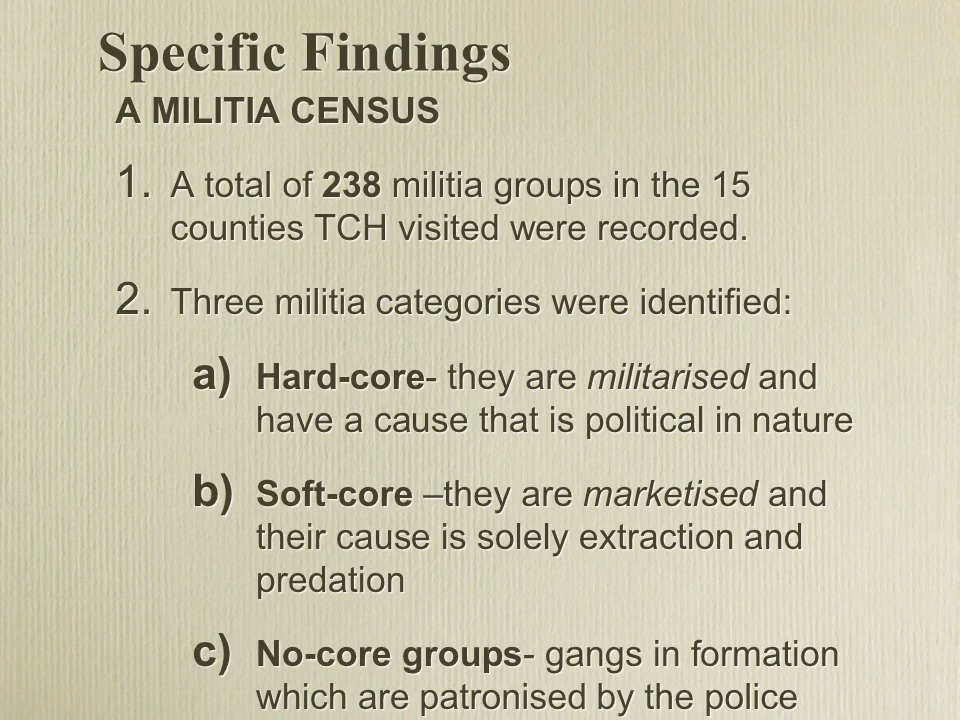 Specific Findings
A MILITIA CENSUS
1. A total of 238 militia groups in the 15
counties TCH visited were recorded.
2. Three militia categories were identified:
a) Hard-core- they are militarised and
have a cause that is political in nature
b) Soft-core –they are marketised and
their cause is solely extraction and
predation
c) No-core groups- gangs in formation
which are patronised by the police